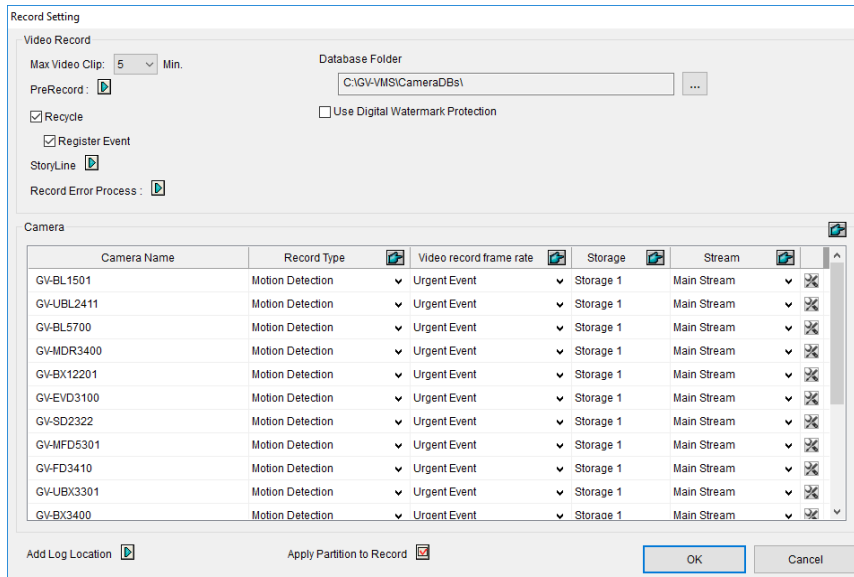 Record Setting
Video Record
Max Video Clip: 5 Min.
Database Folder
C:\GV-VMS\CameraDBs\ ...
PreRecord :
Recycle
Use Digital Watermark Protection
Register Event
StoryLine
Record Error Process :
Camera
Camera Name Record Type Video record frame rate Storage Stream
GV-BL1501 Motion Detection Urgent Event Storage 1 Main Stream
GV-UBL2411 Motion Detection Urgent Event Storage 1 Main Stream
GV-BL5700 Motion Detection Urgent Event Storage 1 Main Stream
GV-MDR3400 Motion Detection Urgent Event Storage 1 Main Stream
GV-BX12201 Motion Detection Urgent Event Storage 1 Main Stream
GV-EVD3100 Motion Detection Urgent Event Storage 1 Main Stream
GV-SD2322 Motion Detection Urgent Event Storage 1 Main Stream
GV-MFD5301 Motion Detection Urgent Event Storage 1 Main Stream
GV-FD3410 Motion Detection Urgent Event Storage 1 Main Stream
GV-UBX3301 Motion Detection Urgent Event Storage 1 Main Stream
GV-BX3400 Motion Detection Urgent Event Storage 1 Main Stream
Add Log Location Apply Partition to Record OK Cancel